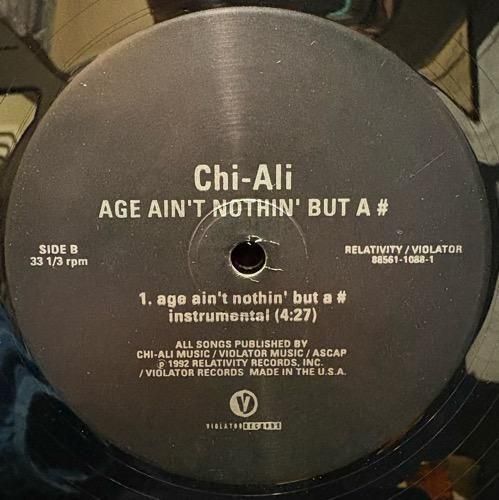 Chi-Ali
AGE AIN'T NOTHIN' BUT A #
SIDE B
33 1/3 rpm
RELATIVITY / VIOLATOR
88561-1088-1
1. age ain't nothin' but a #
instrumental (4:27)
ALL SONGS PUBLISHED BY
CHI-ALI MUSIC / VIOLATOR MUSIC / ASCAP
℗ 1992 RELATIVITY RECORDS, INC.
/ VIOLATOR RECORDS MADE IN THE U.S.A.
V
VIOLATOR RECORDS